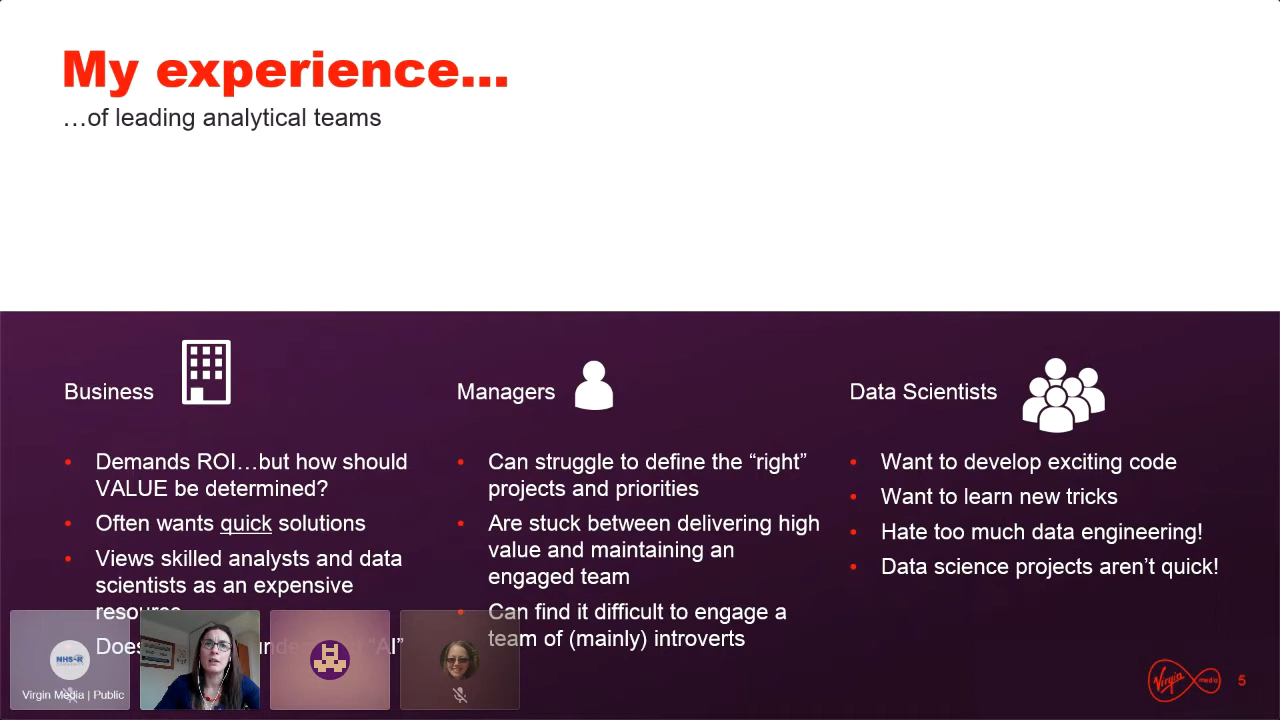 My experience...
…of leading analytical teams
Business
Demands ROI…but how should
VALUE be determined?
Often wants quick solutions
Views skilled analysts and data
scientists as an expensive
resource
“AI”
Managers
Can struggle to define the “right”
projects and priorities
Are stuck between delivering high
value and maintaining an
engaged team
Can find it difficult to engage a
team of (mainly) introverts
Data Scientists
Want to develop exciting code
Want to learn new tricks
Hate too much data engineering!
Data science projects aren’t quick!
NHS-R
Virgin Media | Public
Virgin media
5